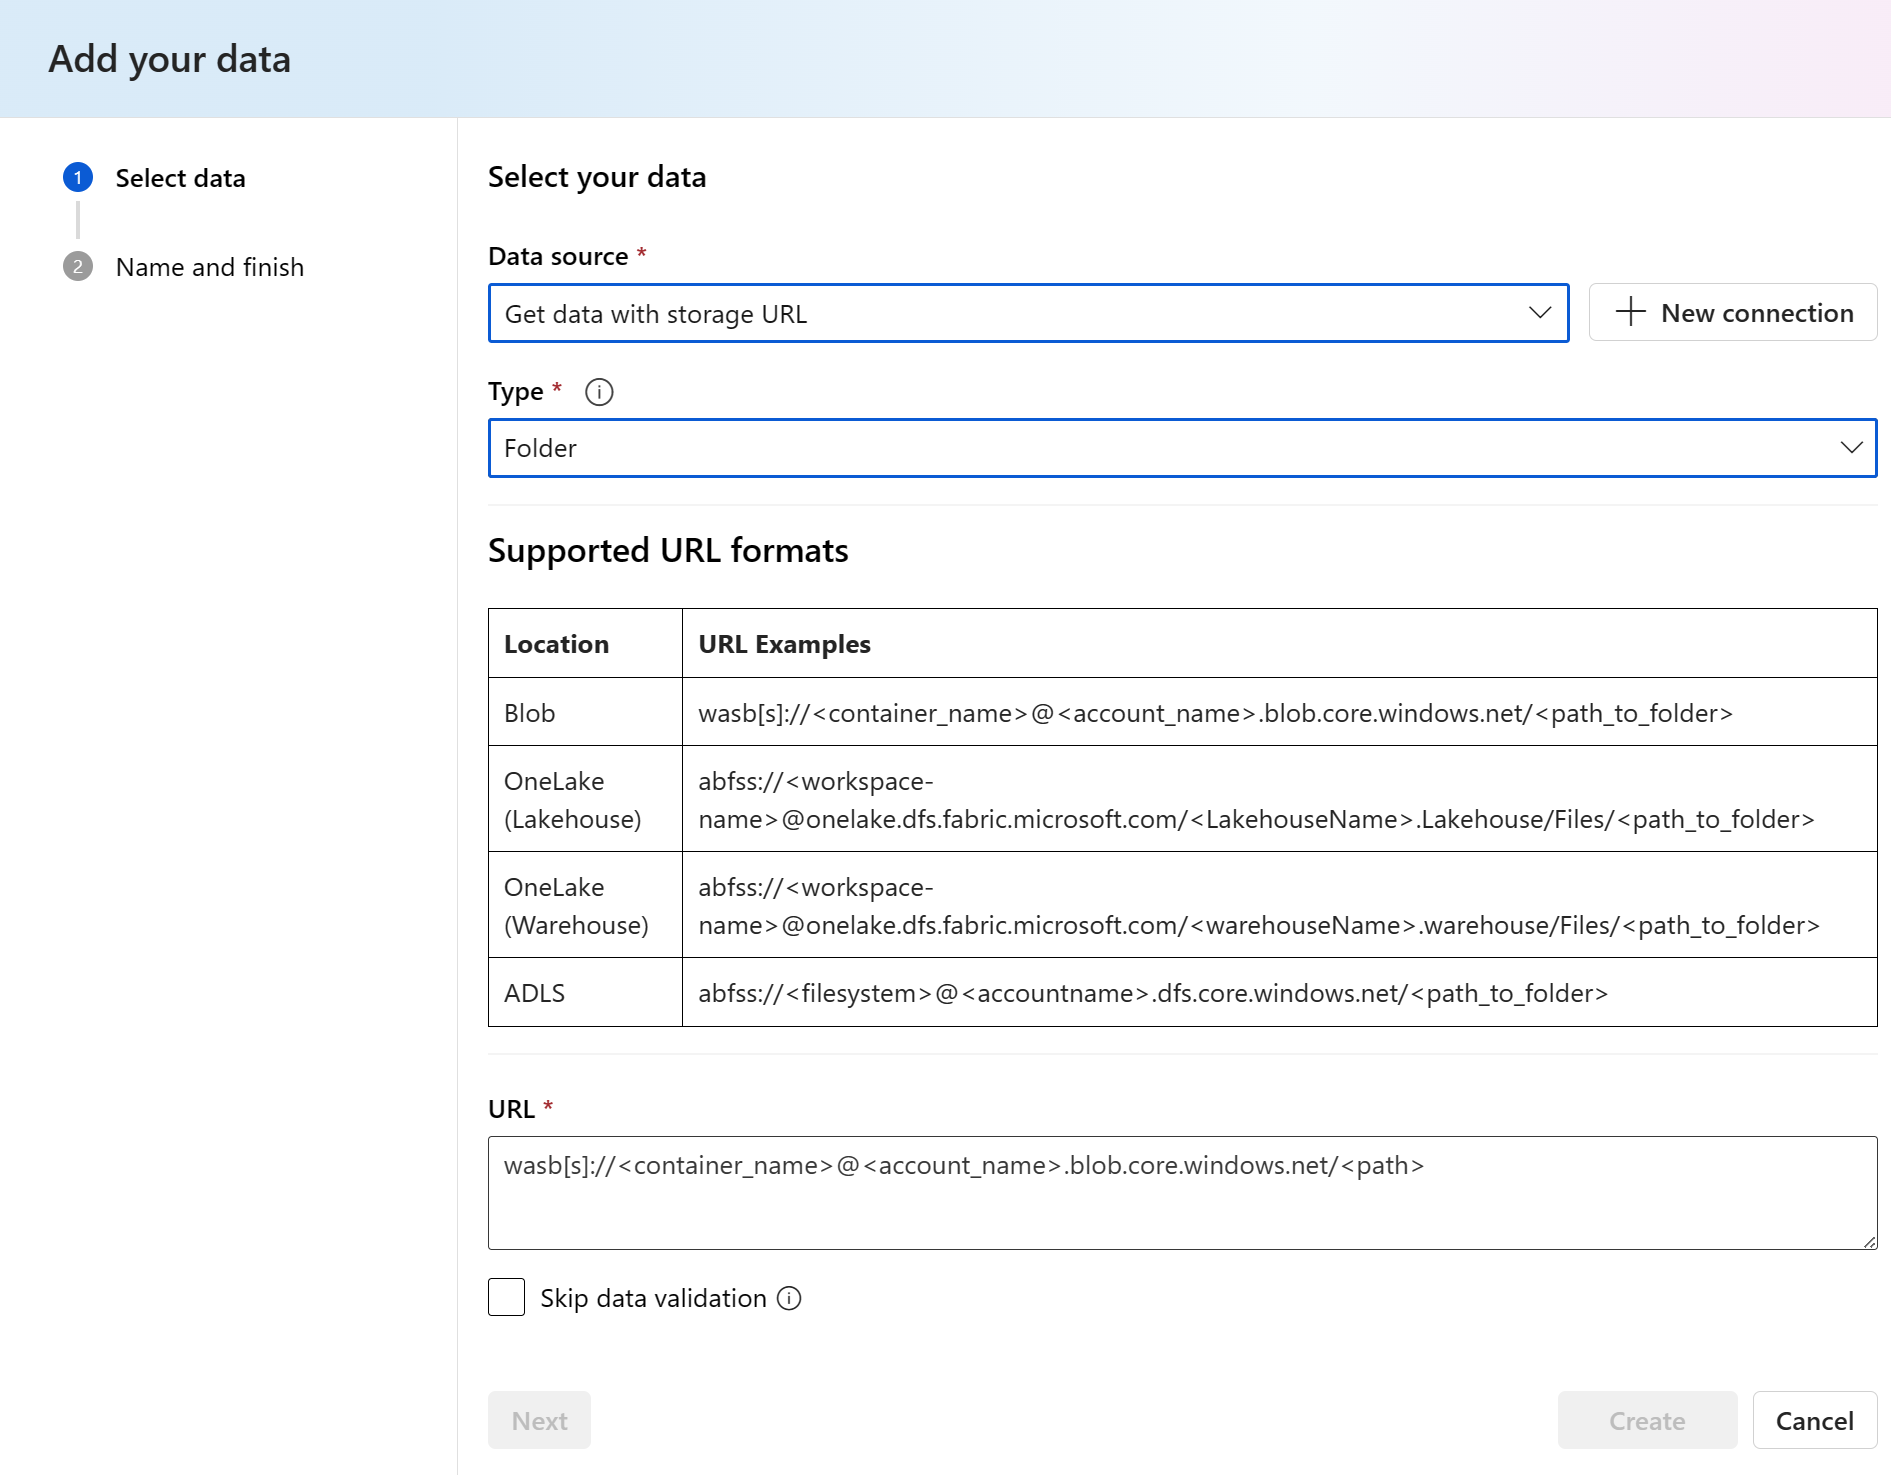 Add your data
1 Select data
2 Name and finish
Select your data
Data source *
Get data with storage URL
New connection
Type *
Folder
Supported URL formats
Location URL Examples
Blob wasb[s]://<container_name>@<account_name>.blob.core.windows.net/<path_to_folder>
OneLake
(Lakehouse)
abfss://<workspace-
name>@onelake.dfs.fabric.microsoft.com/<LakehouseName>.Lakehouse/Files/<path_to_folder>
OneLake
(Warehouse)
abfss://<workspace-
name>@onelake.dfs.fabric.microsoft.com/<warehouseName>.warehouse/Files/<path_to_folder>
ADLS abfss://<filesystem>@<accountname>.dfs.core.windows.net/<path_to_folder>
URL *
wasb[s]://<container_name>@<account_name>.blob.core.windows.net/<path>
Skip data validation
Next
Create
Cancel